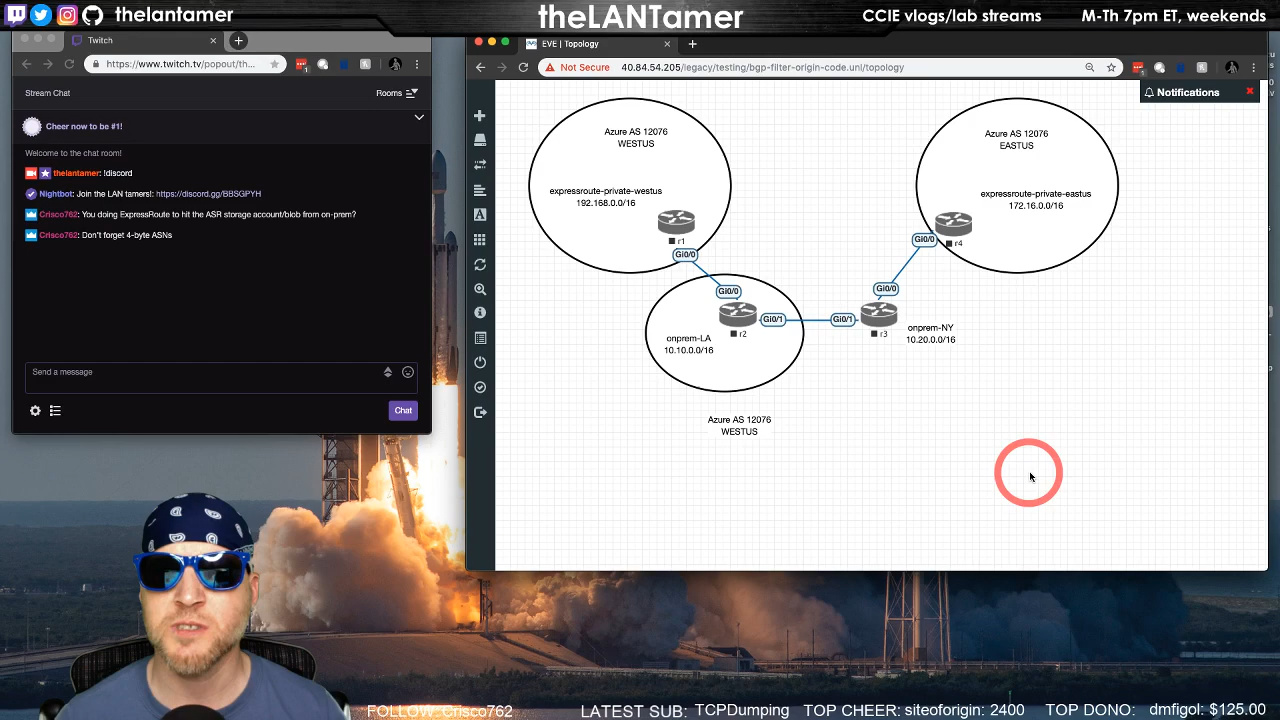 thelantamer
theLANTamer
CCIE vlogs/lab streams
M-Th 7pm ET, weekends
Twitch
https://www.twitch.tv/popout/th...
Stream Chat
Rooms
Cheer now to be #1!
Welcome to the chat room!
thelantamer: !discord
Nightbot: Join the LAN tamers!: https://discord.gg/BBSGPYH
Crisco762: You doing ExpressRoute to hit the ASR storage account/blob from on-prem?
Crisco762: Don't forget 4-byte ASNs
Send a message
Chat
EVE | Topology
Not Secure
40.84.54.205/legacy/testing/bgp-filter-origin-code.unl/topology
Notifications
Azure AS 12076
WESTUS
expressroute-private-westus
192.168.0.0/16
r1
Gi0/0
Azure AS 12076
EASTUS
expressroute-private-eastus
172.16.0.0/16
Gi0/0
r4
Gi0/0
Gi0/1
Gi0/1
Gi0/0
r2
r3
onprem-LA
10.10.0.0/16
onprem-NY
10.20.0.0/16
Azure AS 12076
WESTUS
FOLLOW: Crisco762
LATEST SUB: TCPDumping
TOP CHEER: siteoforigin: 2400